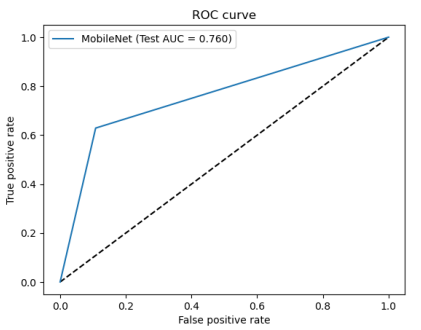 ROC curve
MobileNet (Test AUC = 0.760)
1.0
0.8
0.6
0.4
0.2
0.0
True positive rate
0.0 0.2 0.4 0.6 0.8 1.0
False positive rate